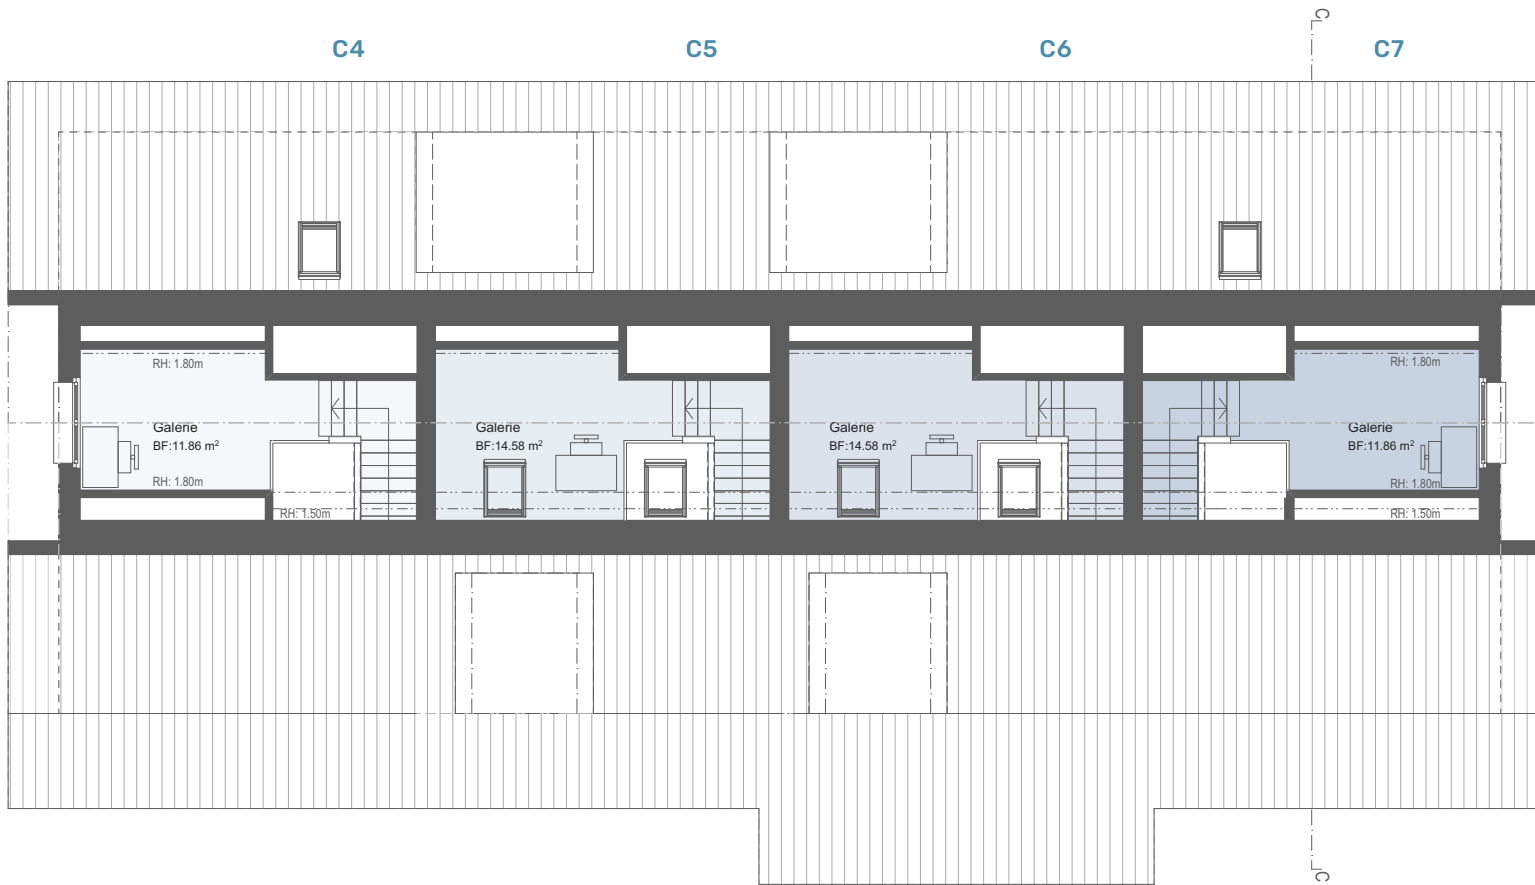 C
C4
C5
C6
C7
RH: 1.80m
Galerie
BF:11.86 m²
RH: 1.80m
RH: 1.50m
Galerie
BF:14.58 m²
Galerie
BF:14.58 m²
RH: 1.80m
Galerie
BF:11.86 m²
RH: 1.80m
RH: 1.50m
C